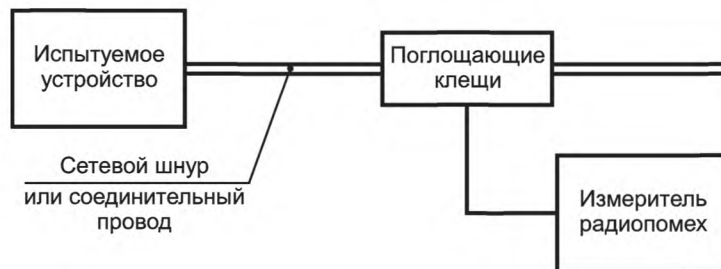 Испытуемое
устройство
Поглощающие
клещи
Сетевой шнур
или соединительный
провод
Измеритель
радиопомех